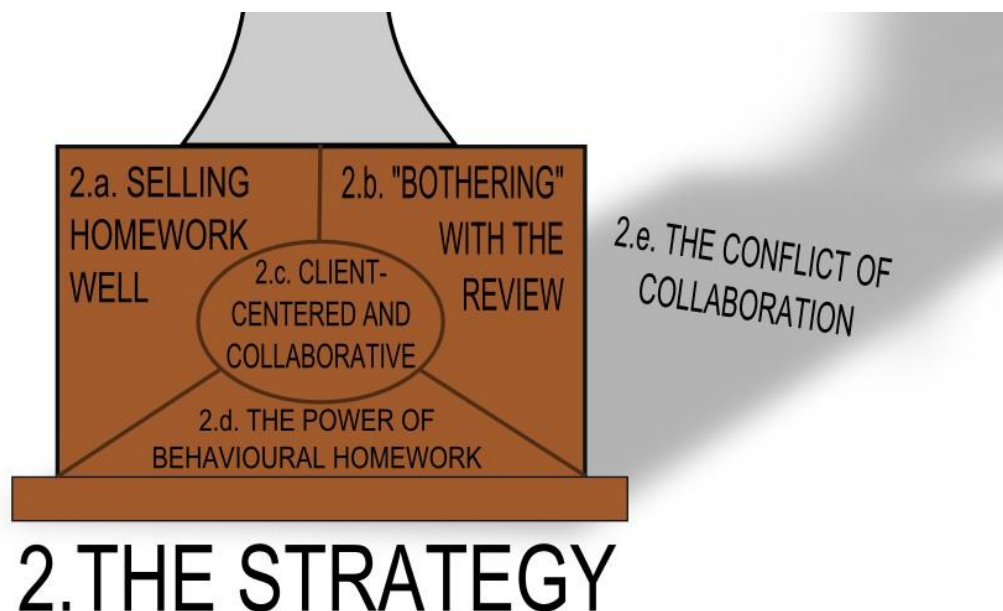 2.a. SELLING
HOMEWORK
WELL
2.b. "BOTHERING"
WITH THE
REVIEW
2.c. CLIENT-
CENTERED AND
COLLABORATIVE
2.d. THE POWER OF
BEHAVIOURAL HOMEWORK
2.e. THE CONFLICT OF
COLLABORATION
2.THE STRATEGY